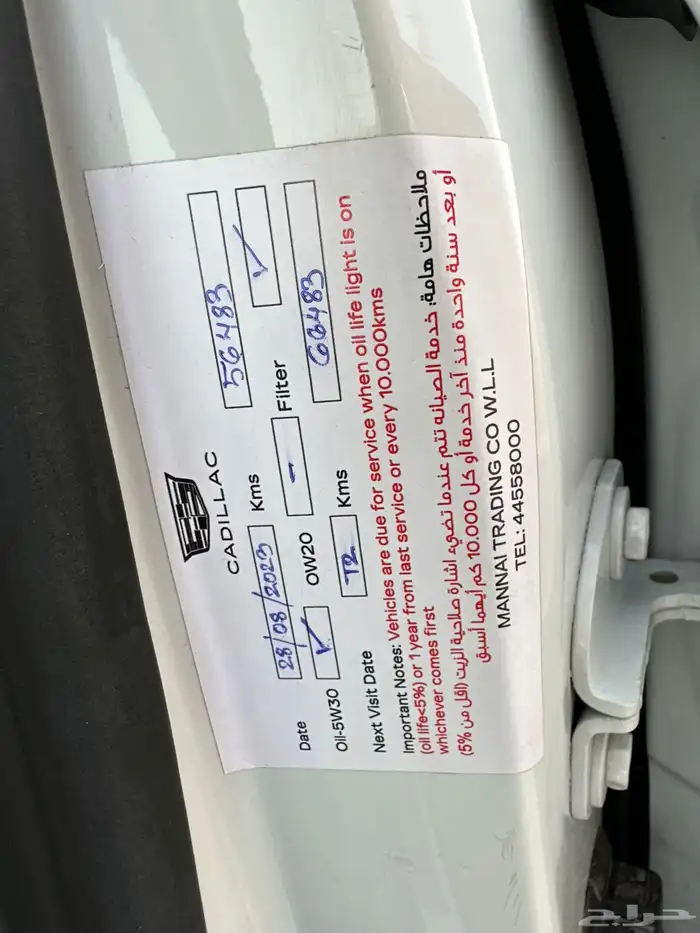 CADILLAC
Date 28/08/2023 Kms 56483
Oil-5W30 ✓ 0W20 - Filter ✓
Next Visit Date T2 Kms 66483
Important Notes: Vehicles are due for service when oil life light is on
(oil life<5%) or 1 year from last service or every 10.000kms
whichever comes first
ملاحظات هامة: خدمة الصيانه تتم عندما تضيء اشارة صلاحية الزيت (اقل من 5%)
أو بعد سنة واحدة منذ آخر خدمة أو كل 10.000 كم أيهما أسبق
MANNAI TRADING CO W.L.L
TEL: 44558000
حراج